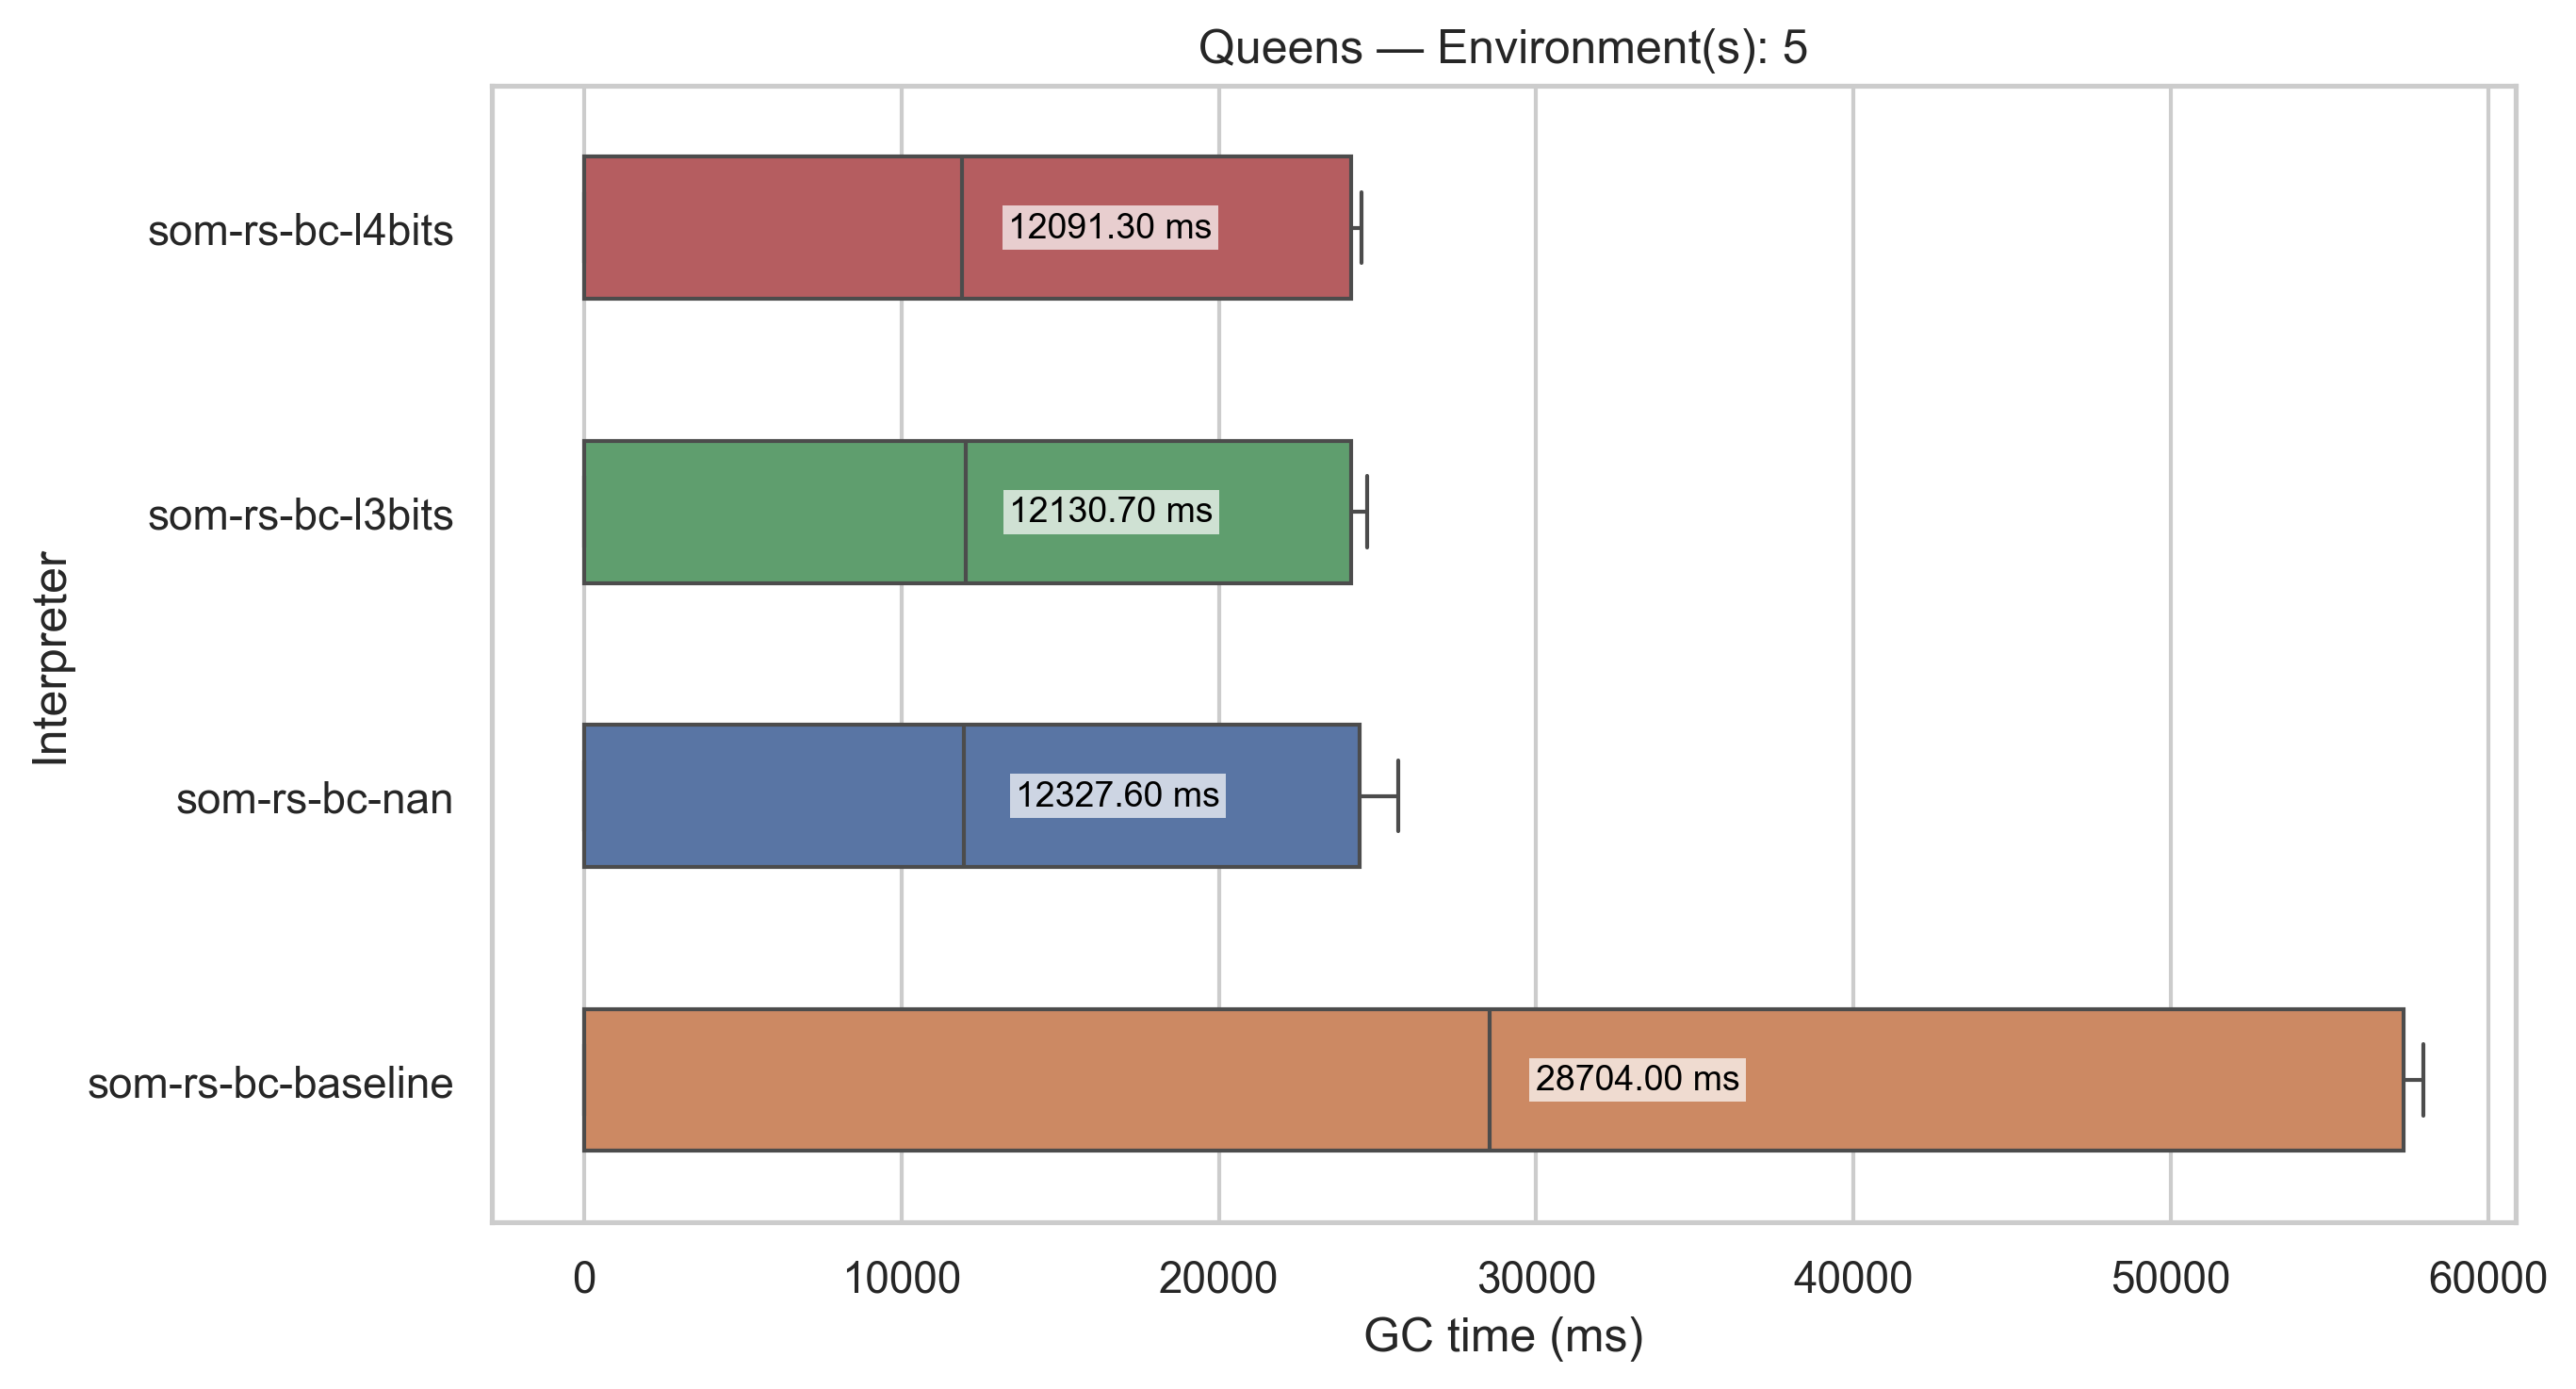 Queens — Environment(s): 5
som-rs-bc-l4bits
12091.30 ms
som-rs-bc-l3bits
12130.70 ms
Interpreter
som-rs-bc-nan
12327.60 ms
som-rs-bc-baseline
28704.00 ms
0 10000 20000 30000 40000 50000 60000
GC time (ms)